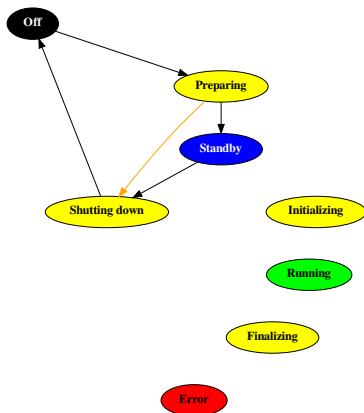 Off
Preparing
Standby
Shutting down
Initializing
Running
Finalizing
Error